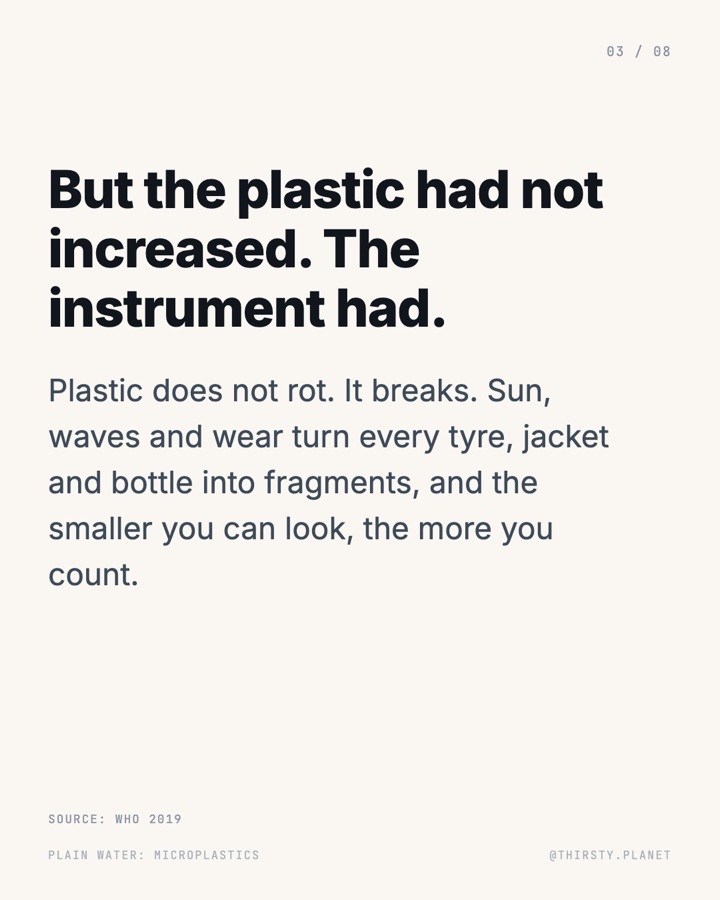 03 / 08
But the plastic had not
increased. The
instrument had.
Plastic does not rot. It breaks. Sun,
waves and wear turn every tyre, jacket
and bottle into fragments, and the
smaller you can look, the more you
count.
SOURCE: WHO 2019
PLAIN WATER: MICROPLASTICS
@THIRSTY.PLANET